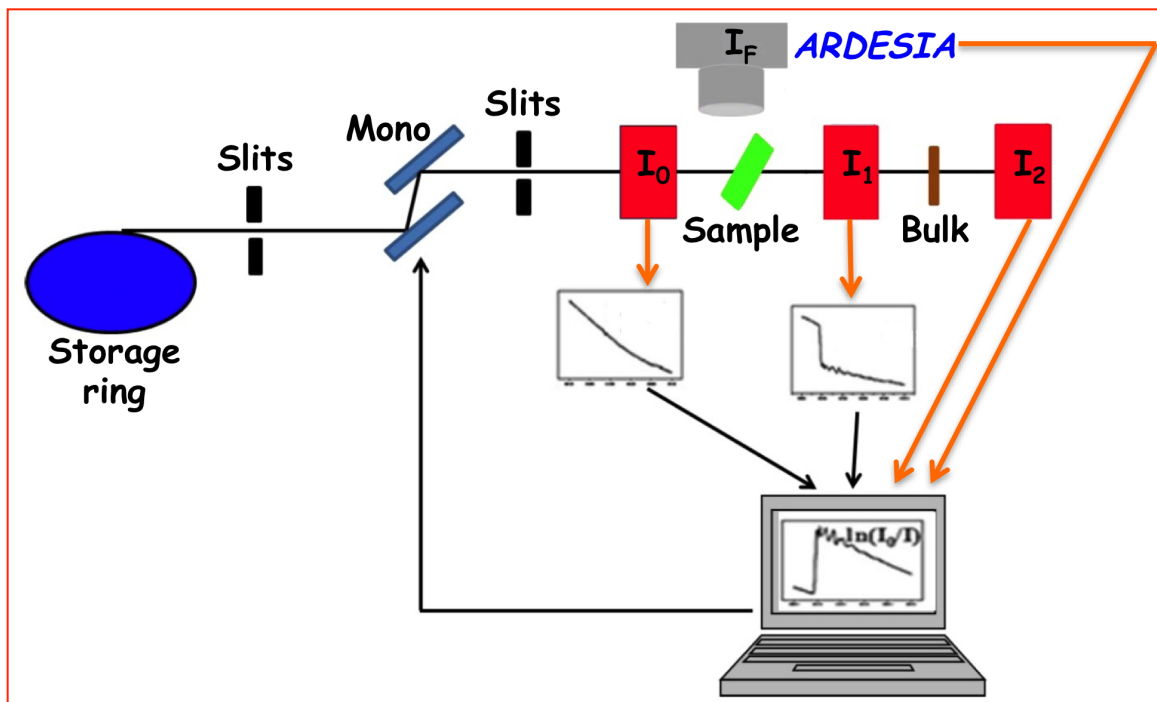 I_F ARDESIA
Slits
Mono
Slits
I_0
I_1
I_2
Sample
Bulk
Storage
ring
ln(I_0/I)